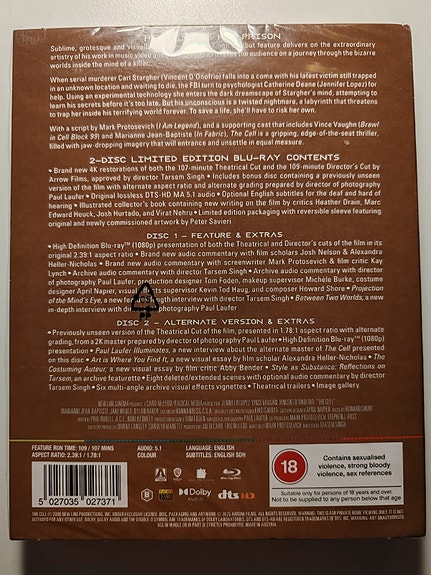 PRISON
Sublime, grotesque and visually but feature delivers on the extraordinary
artistry of his work in music video and the audience on a journey through the bizarre
worlds inside the mind of a killer.
When serial murderer Carl Stargher (Vincent D'Onofrio) falls into a coma with his latest victim still trapped
in an unknown location and waiting to die, the FBI turn to psychologist Catherine Deane (Jennifer Lopez) for
help. Using an experimental technology she enters the dark dreamscape of Stargher's mind, attempting to
learn his secrets before it's too late. But his unconscious is a twisted nightmare, a labyrinth that threatens
to trap her inside his terrifying world forever. To save a life, she'll have to risk her own.
With a script by Mark Protosevich (I Am Legend), and a supporting cast that includes Vince Vaughn (Brawl
in Cell Block 99) and Marianne Jean-Baptiste (In Fabric), The Cell is a gripping, edge-of-the-seat thriller,
filled with jaw-dropping imagery that will entrance and unsettle in equal measure.
2-DISC LIMITED EDITION BLU-RAY CONTENTS
• Brand new 4K restorations of both the 107-minute Theatrical Cut and the 109-minute Director's Cut by
Arrow Films, approved by director Tarsem Singh • Includes bonus disc containing a previously unseen
version of the film with alternate aspect ratio and alternate grading prepared by director of photography
Paul Laufer • Original lossless DTS-HD MA 5.1 audio • Optional English subtitles for the deaf and hard of
hearing • Illustrated collector's book containing new writing on the film by critics Heather Drain, Marc
Edward Heuck, Josh Hurtado, and Virat Nehru • Limited edition packaging with reversible sleeve featuring
original and newly commissioned artwork by Peter Savieri
DISC 1 – FEATURE & EXTRAS
• High Definition Blu-ray™ (1080p) presentation of both the Theatrical and Director's cuts of the film in its
original 2.39:1 aspect ratio • Brand new audio commentary with film scholars Josh Nelson & Alexandra
Heller-Nicholas • Brand new audio commentary with screenwriter Mark Protosevich & film critic Kay
Lynch • Archive audio commentary with director Tarsem Singh • Archive audio commentary with director
of photography Paul Laufer, production designer Tom Foden, makeup supervisor Michèle Burke, costume
designer April Napier, visual supervisor Kevin Tod Haug, and composer Howard Shore • Projection
of the Mind's Eye, a new fea interview with director Tarsem Singh • Between Two Worlds, a new
in-depth interview with di photographer Paul Laufer
DISC 2 – ALTERNATE VERSION & EXTRAS
• Previously unseen version of the Theatrical Cut of the film, presented in 1.78:1 aspect ratio with alternate
grading, from a 2K master prepared by director of photography Paul Laufer • High Definition Blu-ray™ (1080p)
presentation • Paul Laufer Illuminates, a new interview about the alternate master of The Cell presented
on this disc • Art is Where You Find It, a new visual essay by film scholar Alexandra Heller-Nicholas • The
Costuming Auteur, a new visual essay by film critic Abby Bender • Style as Substance: Reflections on
Tarsem, an archive featurette • Eight deleted/extended scenes with optional audio commentary by director
Tarsem Singh • Six multi-angle archive visual effects vignettes • Theatrical trailers • Image gallery
FEATURE RUN TIME: 109 / 107 MINS
ASPECT RATIO: 2.39:1 / 1.78:1
AUDIO: 5.1
COLOUR
LANGUAGE: ENGLISH
SUBTITLES: ENGLISH SDH
5 027035 027371
B
Blu-ray
Dolby
AUDIO
dts HD
18
Contains sexualised
violence, strong bloody
violence, sex references
Suitable only for persons of 18 years and over.
Not to be supplied to any person below that age